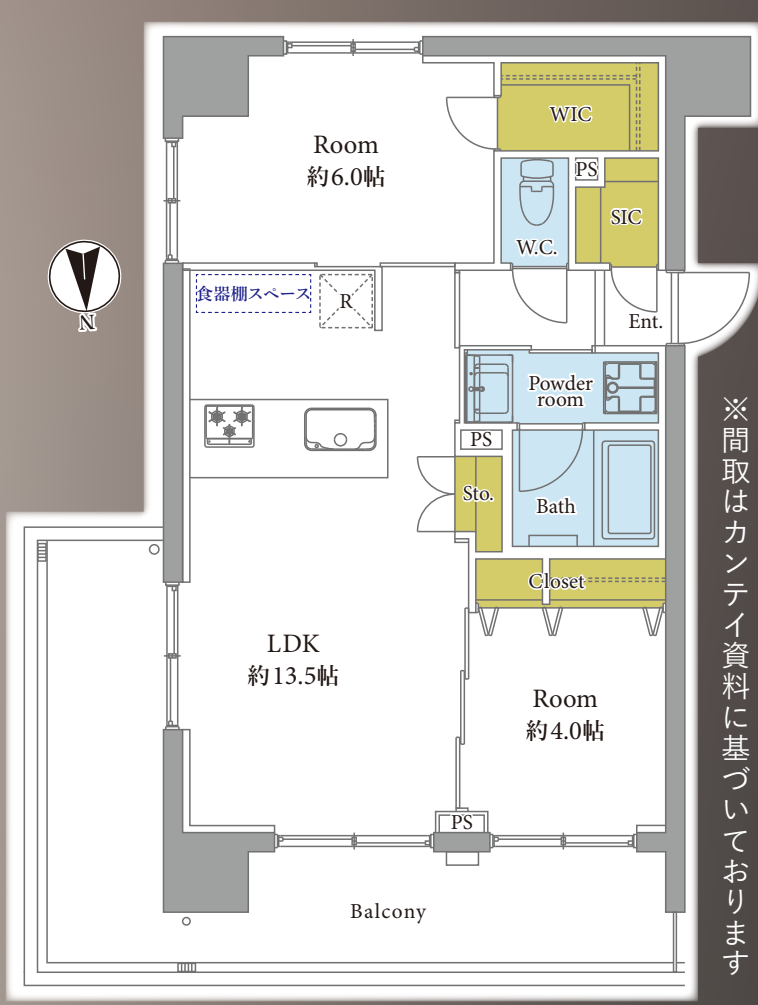 WIC
Room
約6.0帖
PS
SIC
W.C.
食器棚スペース
R
N
Ent.
Powder
room
PS
Sto.
Bath
Closet
LDK
約13.5帖
Room
約4.0帖
PS
Balcony
※間取はカンテイ資料に基づいております